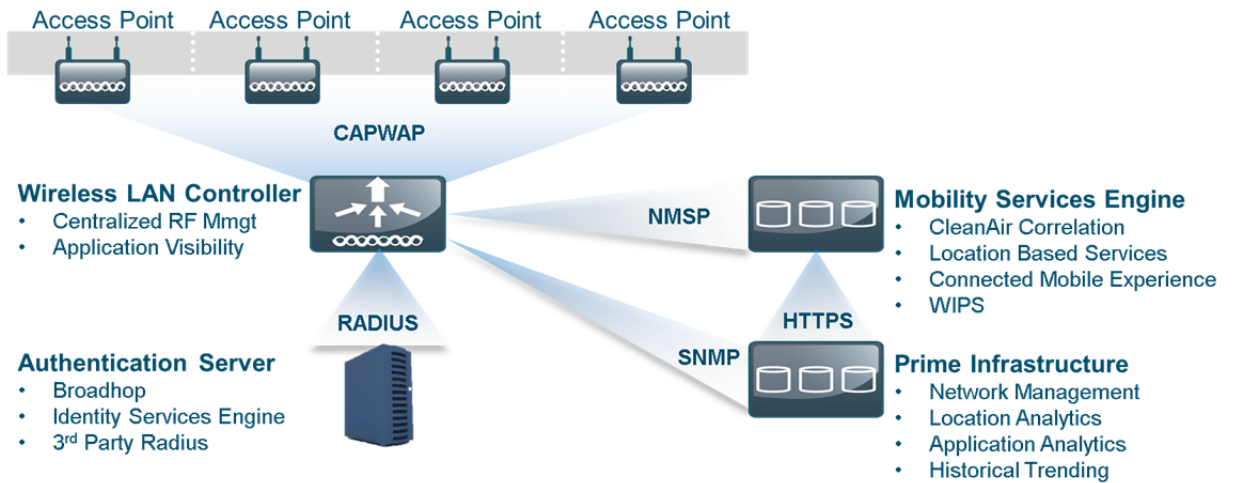 Access Point
Access Point
Access Point
Access Point
CAPWAP
Wireless LAN Controller
• Centralized RF Mmgt
• Application Visibility
NMSP
Mobility Services Engine
• CleanAir Correlation
• Location Based Services
• Connected Mobile Experience
• WIPS
RADIUS
HTTPS
SNMP
Authentication Server
• Broadhop
• Identity Services Engine
• 3rd Party Radius
Prime Infrastructure
• Network Management
• Location Analytics
• Application Analytics
• Historical Trending